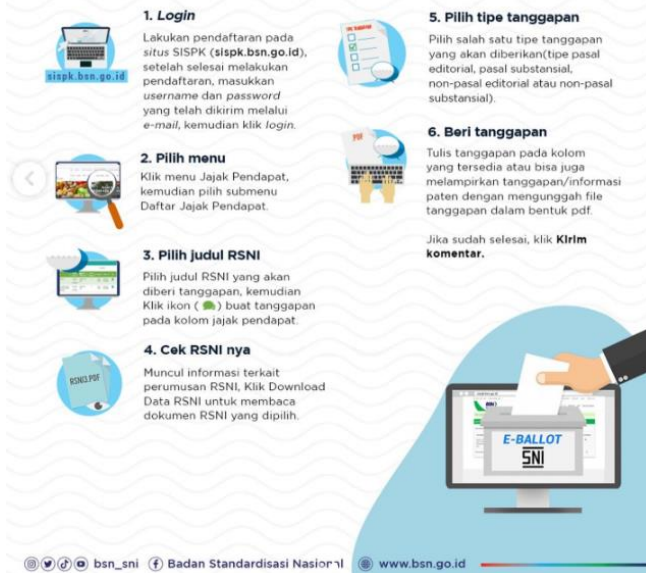 1. Login
Lakukan pendaftaran pada
situs SISPK (sispk.bsn.go.id),
setelah selesai melakukan
pendaftaran, masukkan
username dan password
yang telah dikirim melalui
e-mail, kemudian klik login.
sispk.bsn.go.id
2. Pilih menu
Klik menu Jajak Pendapat,
kemudian pilih submenu
Daftar Jajak Pendapat.
3. Pilih judul RSNI
Pilih judul RSNI yang akan
diberi tanggapan, kemudian
Klik ikon ( ) buat tanggapan
pada kolom jajak pendapat.
4. Cek RSNI nya
Muncul informasi terkait
perumusan RSNI, Klik Download
Data RSNI untuk membaca
dokumen RSNI yang dipilih.
RSNI3.PDF
5. Pilih tipe tanggapan
Pilih salah satu tipe tanggapan
yang akan diberikan(tipe pasal
editorial, pasal substansial,
non-pasal editorial atau non-pasal
substansial).
6. Beri tanggapan
Tulis tanggapan pada kolom
yang tersedia atau bisa juga
melampirkan tanggapan/informasi
paten dengan mengunggah file
tanggapan dalam bentuk pdf.
Jika sudah selesai, klik Kirim
komentar.
PDF
E-BALLOT
SNI
bsn_sni Badan Standardisasi Nasional www.bsn.go.id